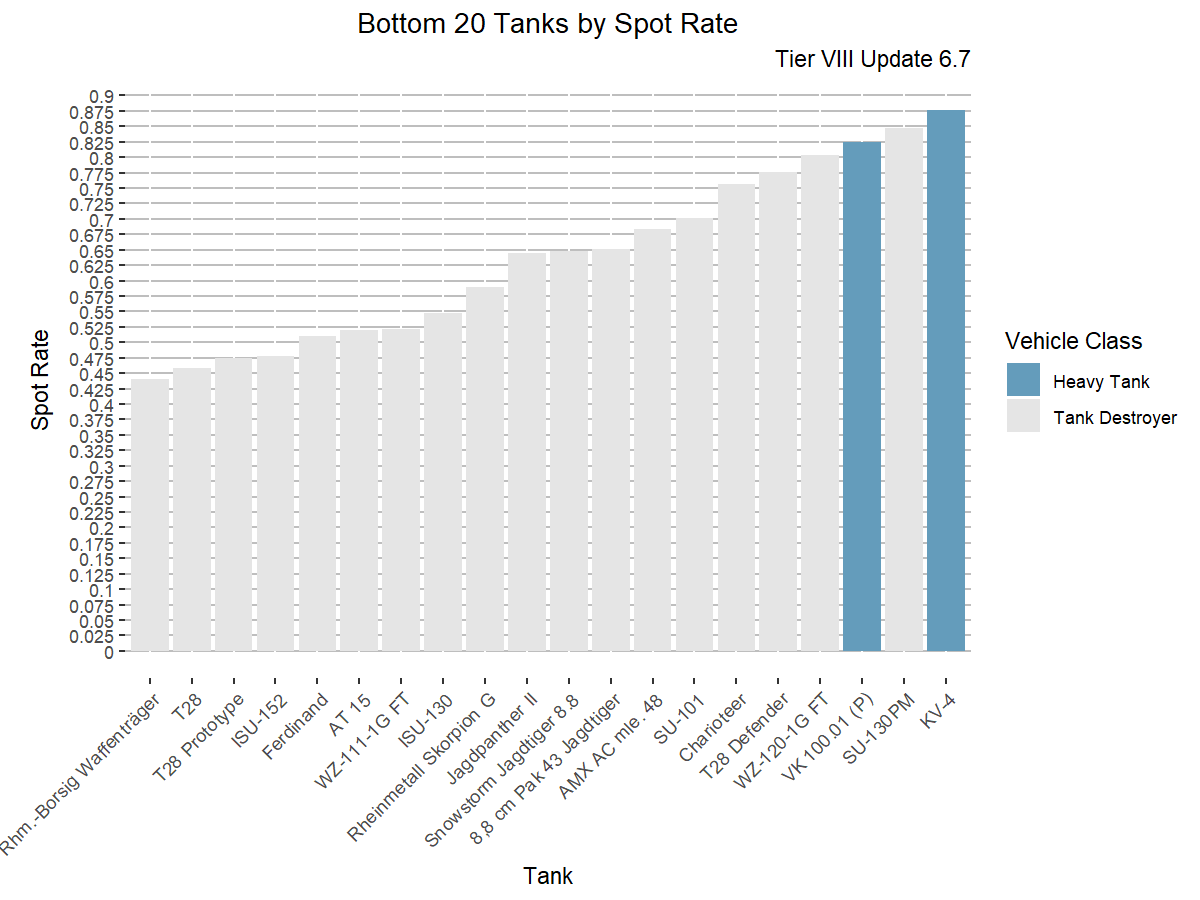 Bottom 20 Tanks by Spot Rate
Tier VIII Update 6.7
0.9
0.875
0.85
0.825
0.8
0.775
0.75
0.725
0.7
0.675
0.65
0.625
0.6
0.575
0.55
0.525
0.5
0.475
0.45
0.425
0.4
0.375
0.35
0.325
0.3
0.275
0.25
0.225
0.2
0.175
0.15
0.125
0.1
0.075
0.05
0.025
0
Spot Rate
Rhm.-Borsig Waffenträger
T28
T28 Prototype
ISU-152
Ferdinand
AT 15
WZ-111-1G FT
ISU-130
Rheinmetall Skorpion G
Jagdpanther II
Snowstorm Jagdtiger 8.8
8,8 cm Pak 43 Jagdtiger
AMX AC mle. 48
SU-101
Charioteer
T28 Defender
WZ-120-1G FT
VK 100.01 (P)
SU-130PM
KV-4
Tank
Vehicle Class
Heavy Tank
Tank Destroyer